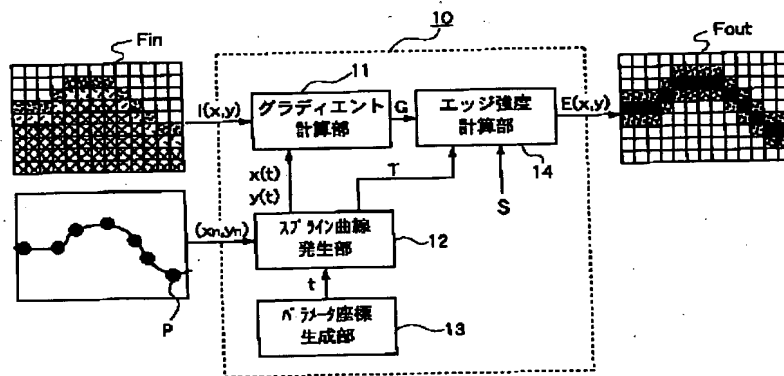 10
Fin
Fout
11
I(x,y)
グラディエント
計算部
G
エッジ強度
計算部
E(x,y)
14
x(t)
y(t)
T
S
(xn,yn)
スプライン曲線
発生部
12
P
t
パラメータ座標
生成部
13